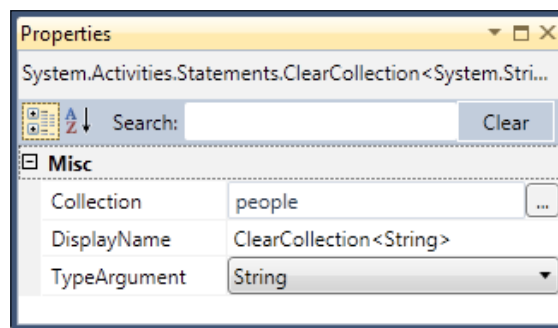 Properties
System.Activities.Statements.ClearCollection<System.Stri...
A Z Search: Clear
Misc
Collection people ...
DisplayName ClearCollection<String>
TypeArgument String